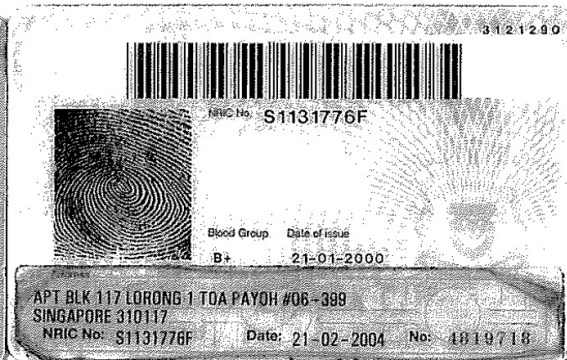 3121290
NRIC No. S1131776F
Blood Group Date of issue
B+ 21-01-2000
APT BLK 117 LORONG 1 TOA PAYOH #06-399
SINGAPORE 310117
NRIC No: S1131776F Date: 21-02-2004 No: 4819718